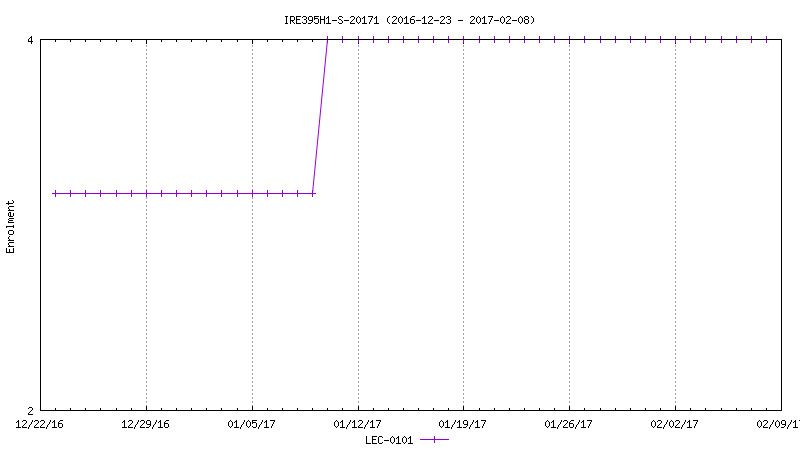 IRE395H1-S-20171 (2016-12-23 - 2017-02-08)
4
Enrolment
2
12/22/16 12/29/16 01/05/17 01/12/17 01/19/17 01/26/17 02/02/17 02/09/1
LEC-0101